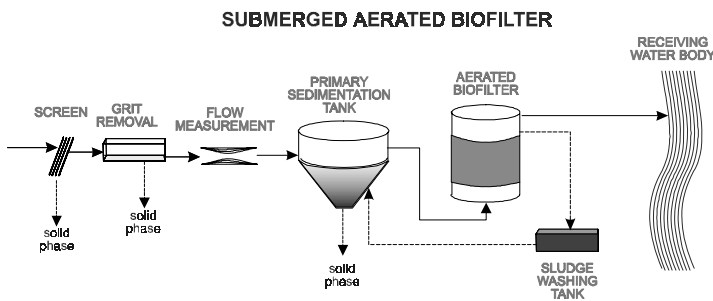 SUBMERGED AERATED BIOFILTER
RECEIVING
WATER BODY
PRIMARY
SEDIMENTATION
TANK
AERATED
BIOFILTER
SCREEN
GRIT
REMOVAL
FLOW
MEASUREMENT
solid
phase
solid
phase
solid
phase
SLUDGE
WASHING
TANK